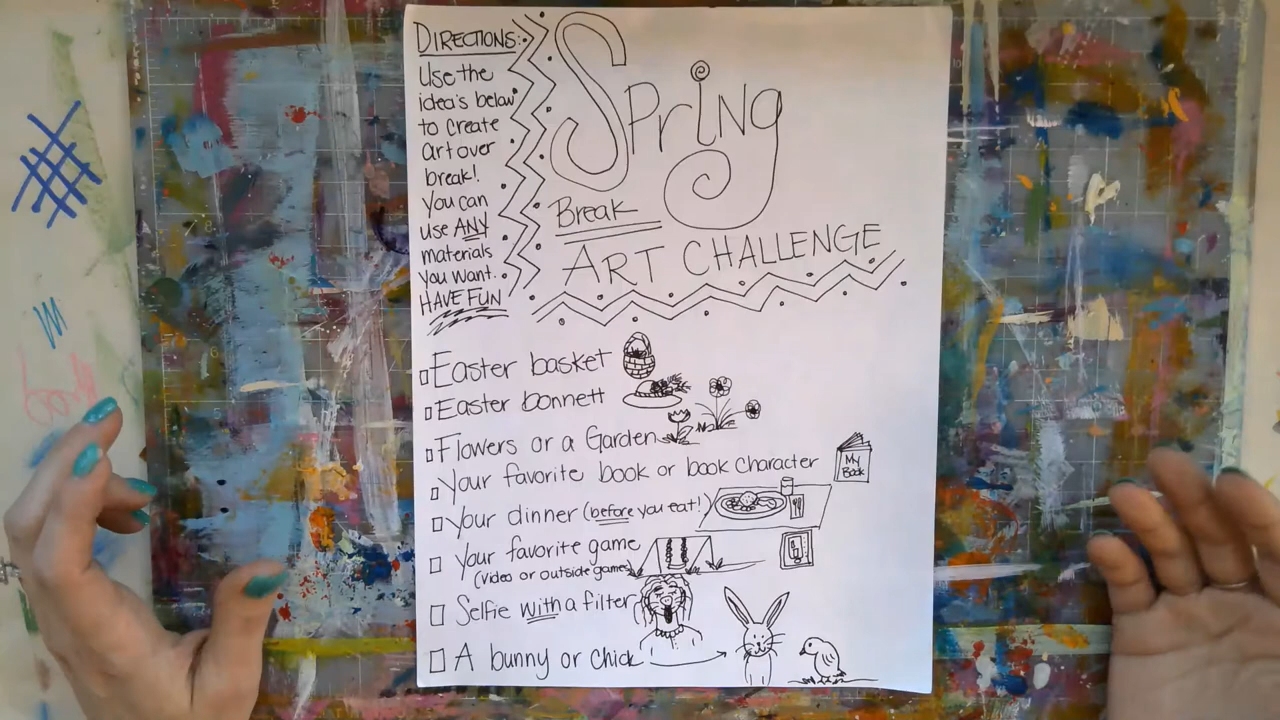 DIRECTIONS:
Use the
idea's below
to create
art over
break!
You can
use ANY
materials
you want.
HAVE FUN
Spring
Break
ART CHALLENGE
Easter basket
Easter bonnett
Flowers or a Garden
Your favorite book or book character
My
Book
Your dinner (before you eat!)
Your favorite game
(video or outside games)
Selfie with a filter
A bunny or chick